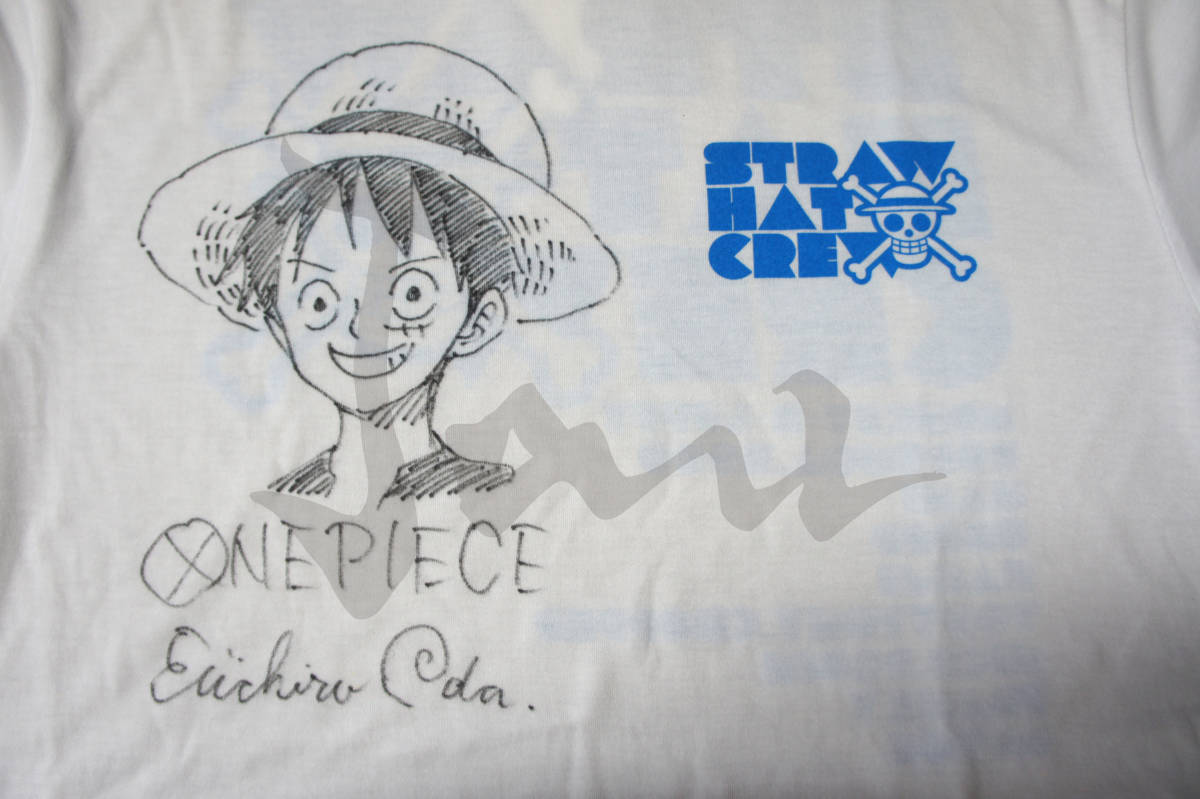 STRAW
HAT
CREW
ONEPIECE
Eiichiro Oda.